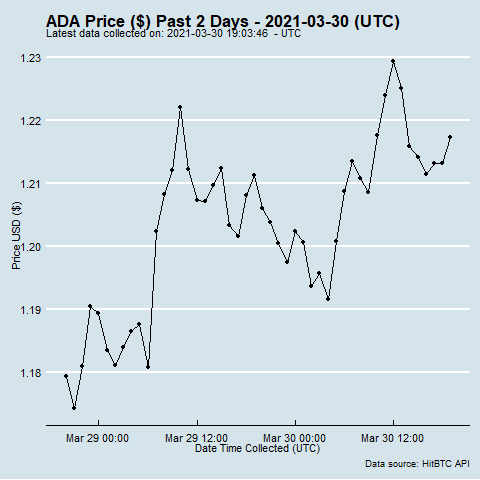 ADA Price ($) Past 2 Days - 2021-03-30 (UTC)
Latest data collected on: 2021-03-30 19:03:46 - UTC
1.23
1.22
1.21
1.20
1.19
1.18
Price USD ($)
Mar 29 00:00
Mar 29 12:00
Mar 30 00:00
Mar 30 12:00
Date Time Collected (UTC)
Data source: HitBTC API